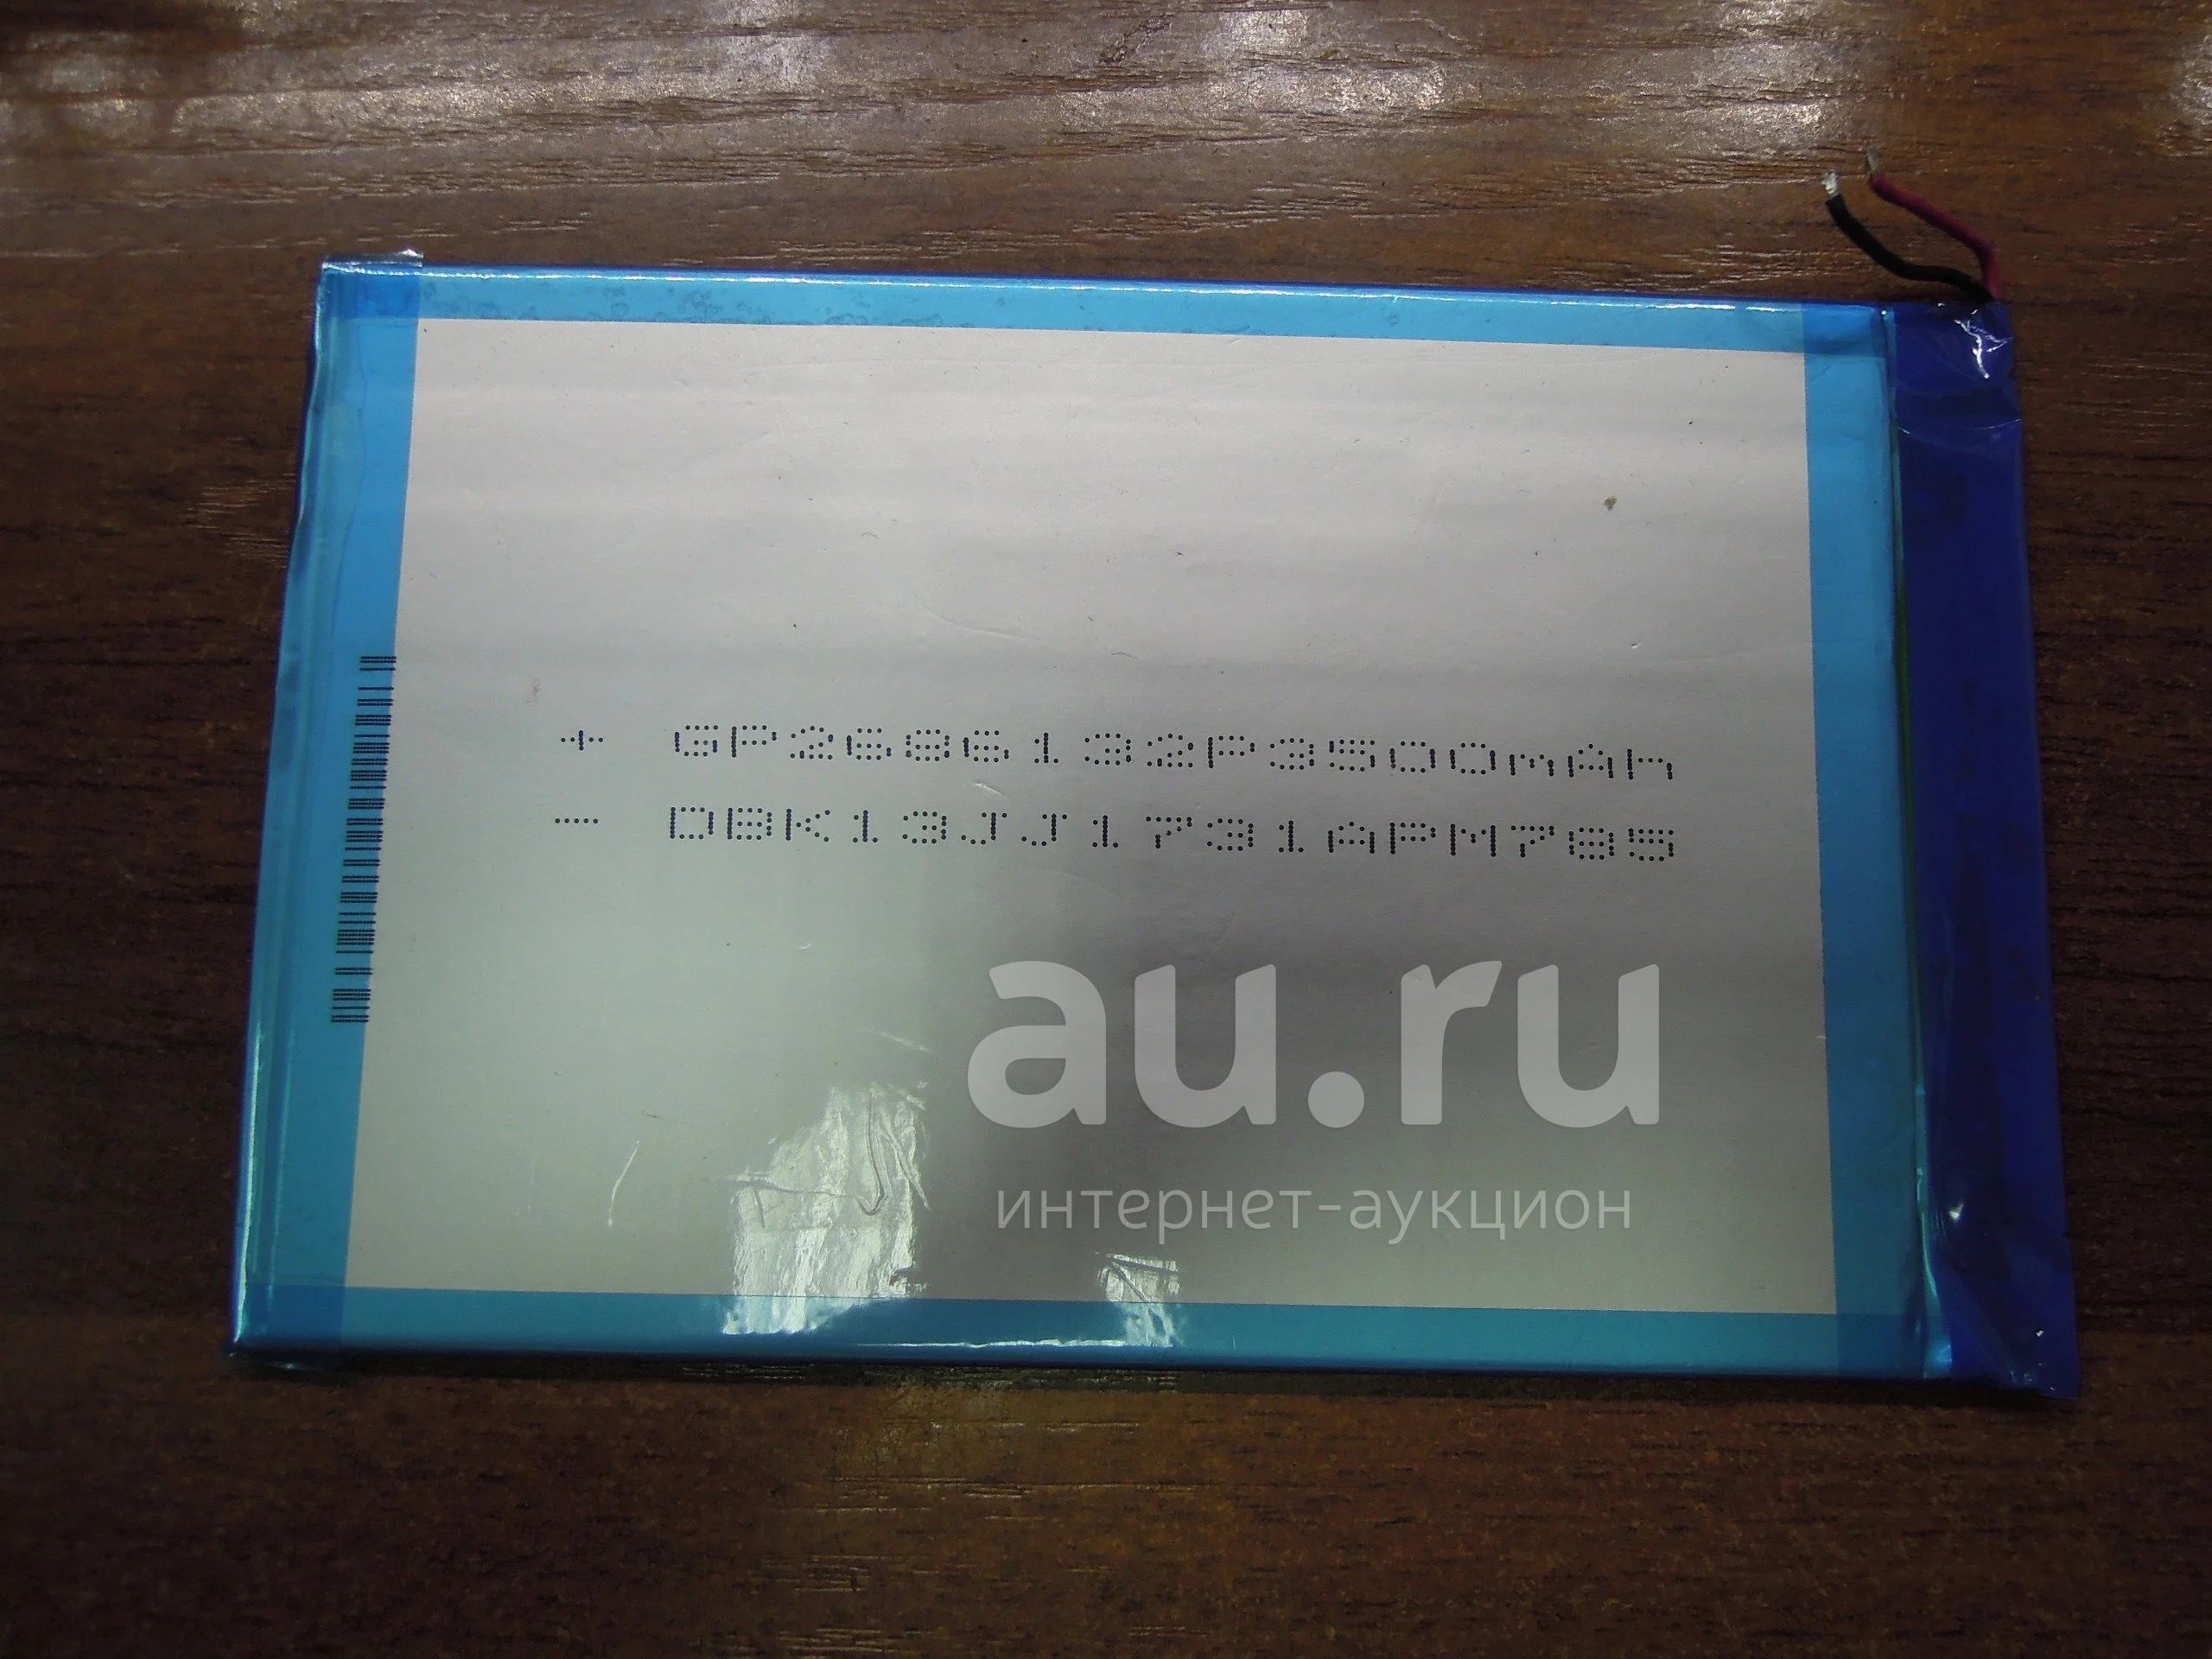 + GP2686132P3500mAh
- DBK13JJ1731APM785
au.ru
интернет-аукцион